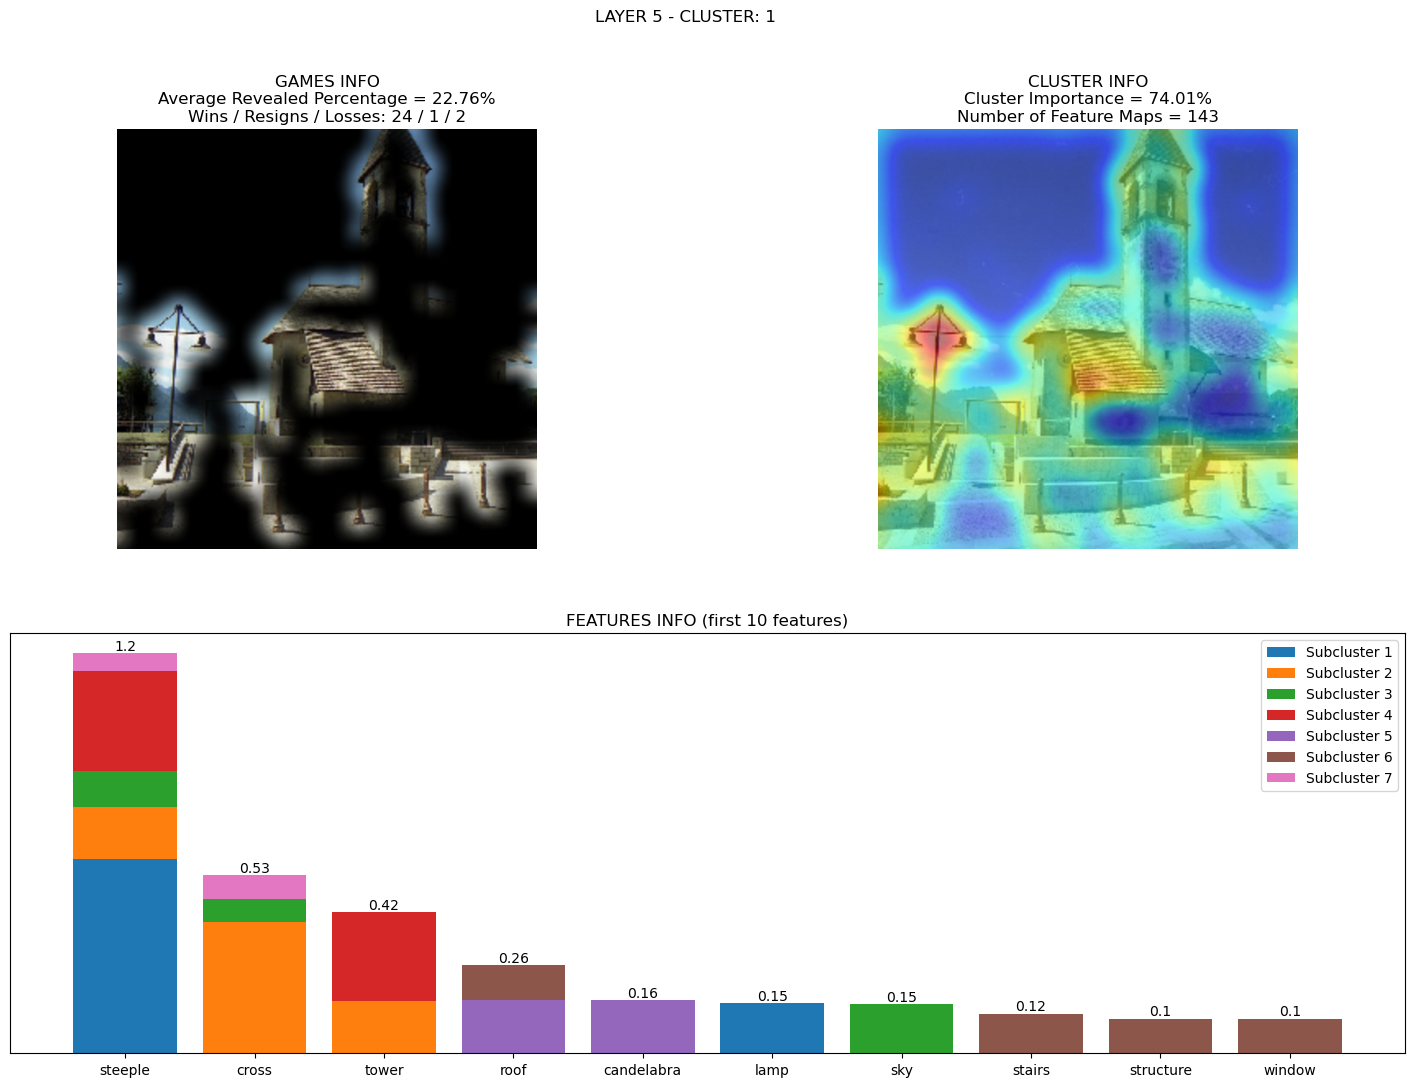 LAYER 5 - CLUSTER: 1
GAMES INFO
Average Revealed Percentage = 22.76%
Wins / Resigns / Losses: 24 / 1 / 2
CLUSTER INFO
Cluster Importance = 74.01%
Number of Feature Maps = 143
FEATURES INFO (first 10 features)
1.2
0.53
0.42
0.26
0.16
0.15
0.15
0.12
0.1
0.1
Subcluster 1
Subcluster 2
Subcluster 3
Subcluster 4
Subcluster 5
Subcluster 6
Subcluster 7
steeple cross tower roof candelabra lamp sky stairs structure window